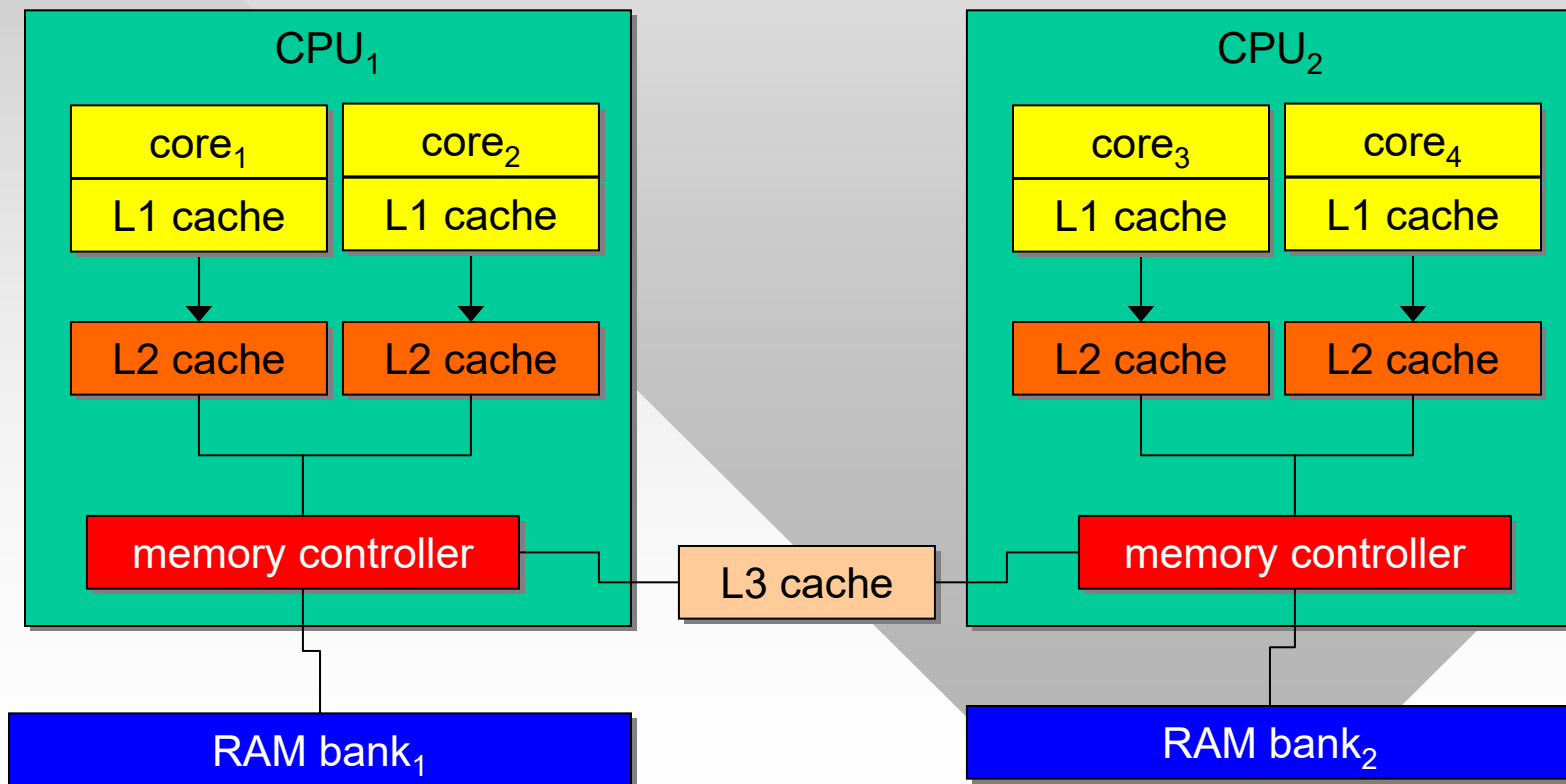 CPU₁
CPU₂
core₁
core₂
L1 cache
L1 cache
core₃
core₄
L1 cache
L1 cache
L2 cache
L2 cache
L2 cache
L2 cache
memory controller
L3 cache
memory controller
RAM bank₁
RAM bank₂